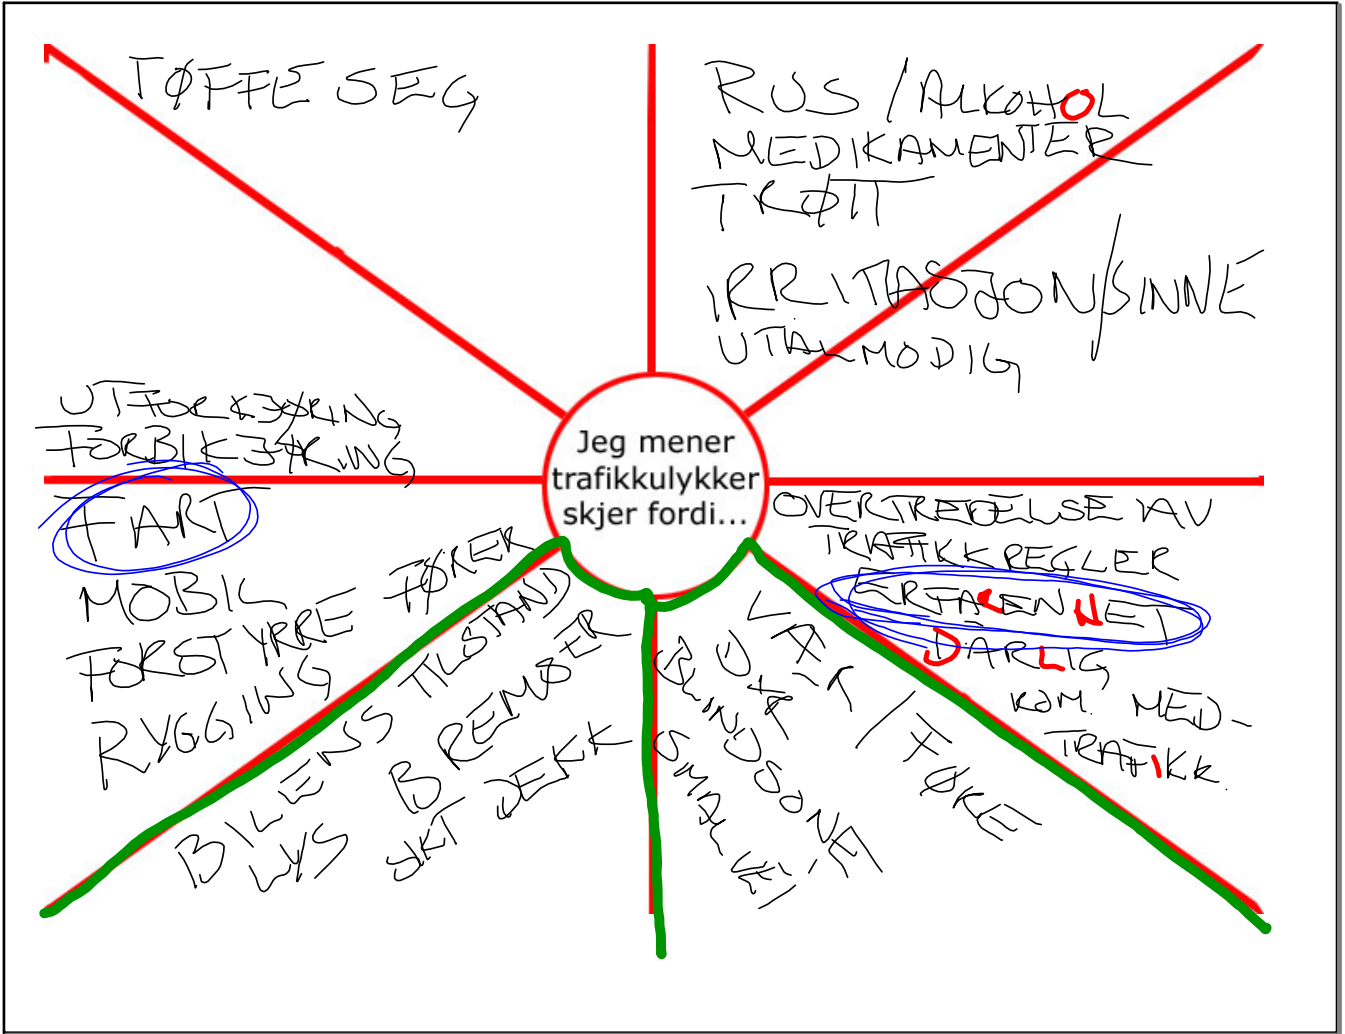 TØFFE SEG
RUS / ALKOHOL
MEDIKAMENTER
TRØTT
IRRITASJON/SINNE
UTÅLMODIG
UTFORKJØRING
FORBIKJØRING
FART
MOBIL
FORSTYRRE FØRER
RYGGING
Jeg mener
trafikkulykker
skjer fordi...
OVERTREDELSE AV
TRAFIKKREGLER
ERFARENHET
DÅRLIG
KOM. MED-
TRAFIKK.
BILENS TILSTAND
LYS BREMSER
SIKT DEKK
VÆR / FØRE
BLINDSONE
SMAL VEI